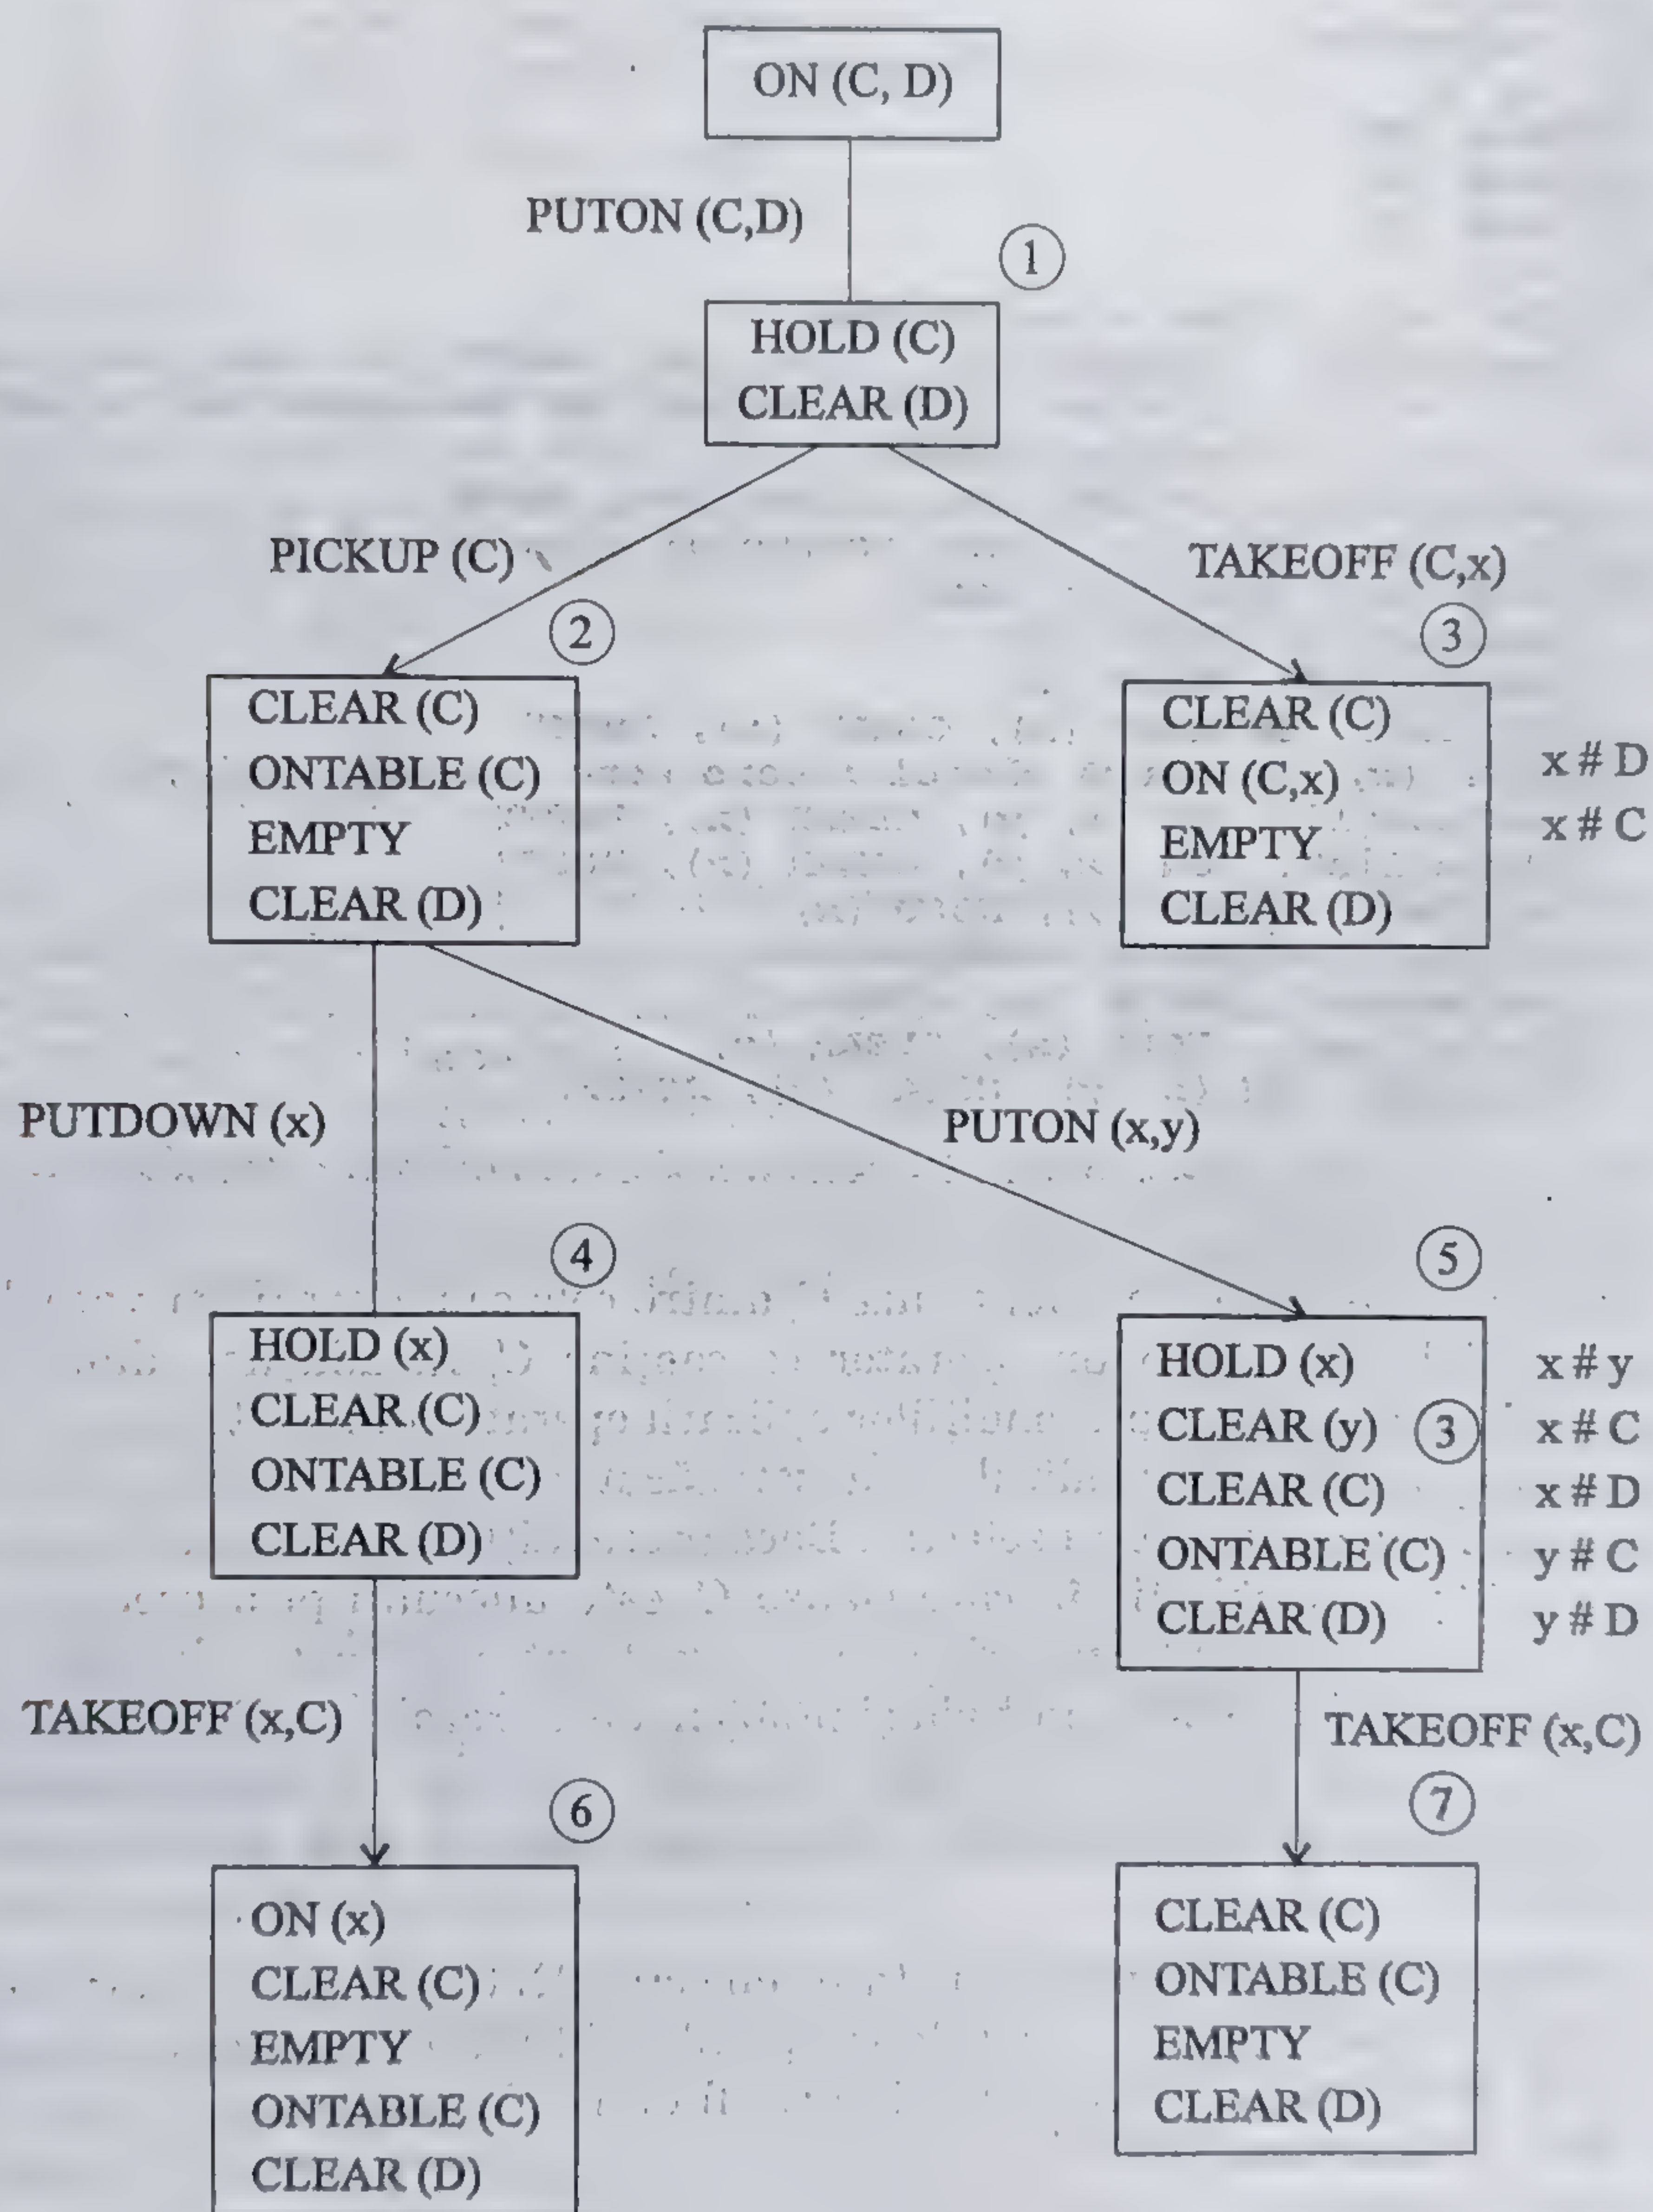 ON (C, D)
PUTON (C,D)
1
HOLD (C)
CLEAR (D)
PICKUP (C)
TAKEOFF (C,x)
2
3
CLEAR (C)
ONTABLE (C)
EMPTY
CLEAR (D)
CLEAR (C)
ON (C,x)
EMPTY
CLEAR (D)
x # D
x # C
PUTDOWN (x)
PUTON (x,y)
4
5
HOLD (x)
CLEAR (C)
ONTABLE (C)
CLEAR (D)
HOLD (x)
CLEAR (y) 3
CLEAR (C)
ONTABLE (C)
CLEAR (D)
x # y
x # C
x # D
y # C
y # D
TAKEOFF (x,C)
TAKEOFF (x,C)
6
7
ON (x)
CLEAR (C)
EMPTY
ONTABLE (C)
CLEAR (D)
CLEAR (C)
ONTABLE (C)
EMPTY
CLEAR (D)